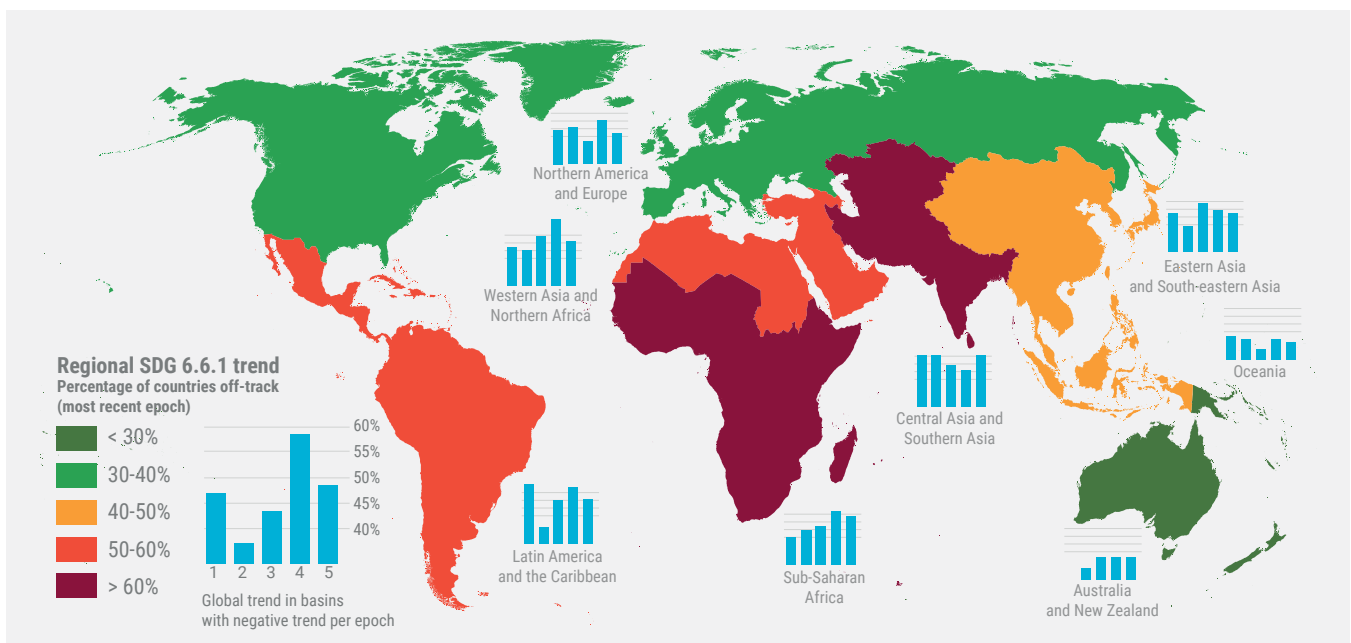 Northern America
and Europe
Western Asia and
Northern Africa
Eastern Asia
and South-eastern Asia
Oceania
Central Asia and
Southern Asia
Latin America
and the Caribbean
Sub-Saharan
Africa
Australia
and New Zealand
Regional SDG 6.6.1 trend
Percentage of countries off-track
(most recent epoch)
< 30%
30-40%
40-50%
50-60%
> 60%
60%
55%
50%
45%
40%
1 2 3 4 5
Global trend in basins
with negative trend per epoch